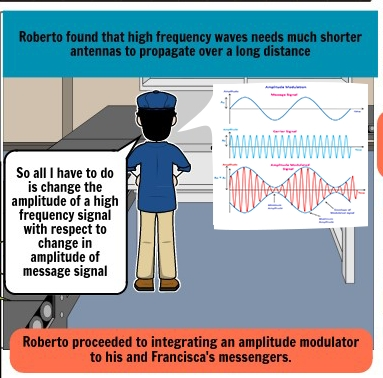 Roberto found that high frequency waves needs much shorter
antennas to propagate over a long distance
Amplitude Modulation
Message Signal
Carrier Signal
Amplitude Modulated
So all I have to do
is change the
amplitude of a high
frequency signal
with respect to
change in
amplitude of
message signal
Roberto proceeded to integrating an amplitude modulator
to his and Francisca's messengers.